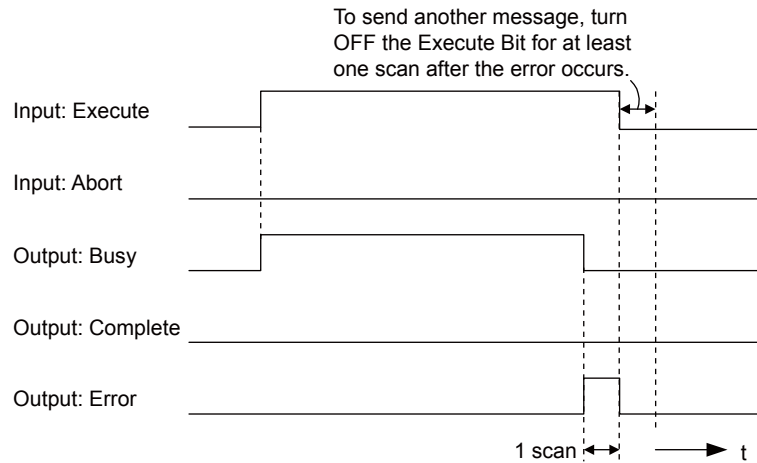 To send another message, turn
OFF the Execute Bit for at least
one scan after the error occurs.
Input: Execute
Input: Abort
Output: Busy
Output: Complete
Output: Error
1 scan
t